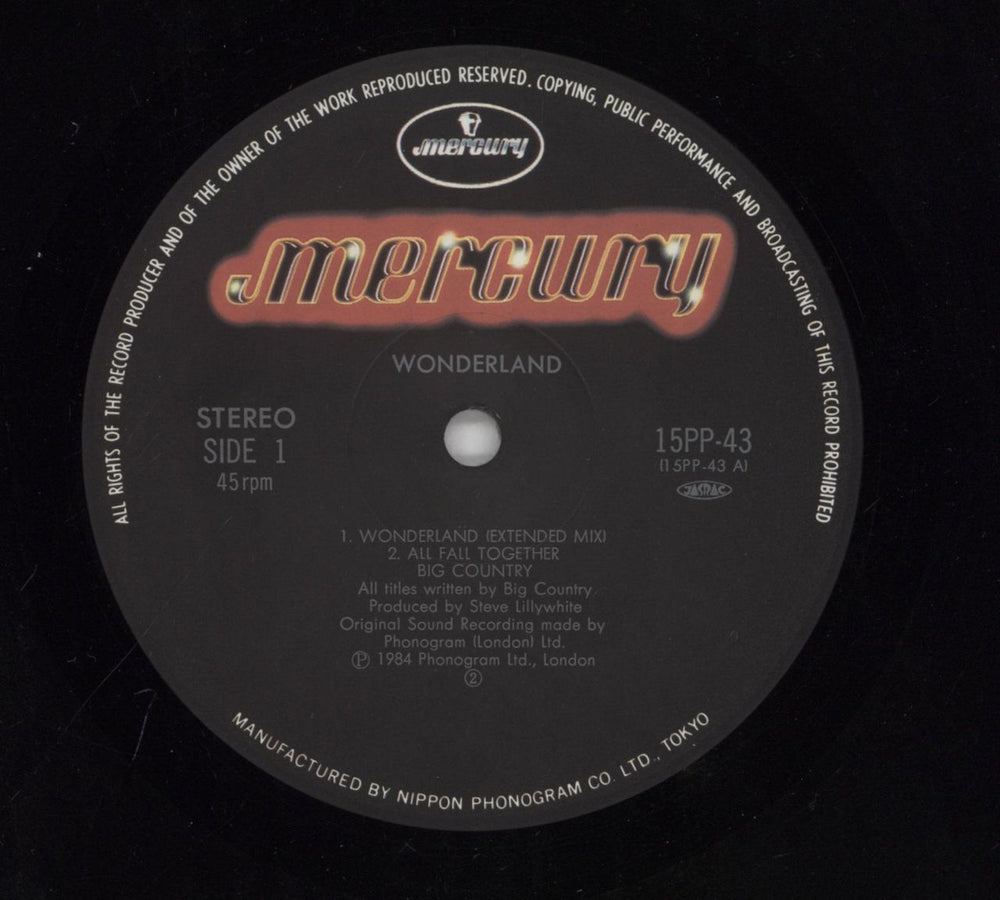 ALL RIGHTS OF THE RECORD PRODUCER AND OF THE OWNER OF THE WORK REPRODUCED RESERVED. COPYING, PUBLIC PERFORMANCE AND BROADCASTING OF THIS RECORD PROHIBITED
mercury
mercury
WONDERLAND
STEREO
SIDE 1
45rpm
15PP-43
(15PP-43 A)
JASRAC
1. WONDERLAND (EXTENDED MIX)
2. ALL FALL TOGETHER
BIG COUNTRY
All titles written by Big Country.
Produced by Steve Lillywhite
Original Sound Recording made by
Phonogram (London) Ltd.
Ⓟ 1984 Phonogram Ltd., London
②
MANUFACTURED BY NIPPON PHONOGRAM CO. LTD., TOKYO